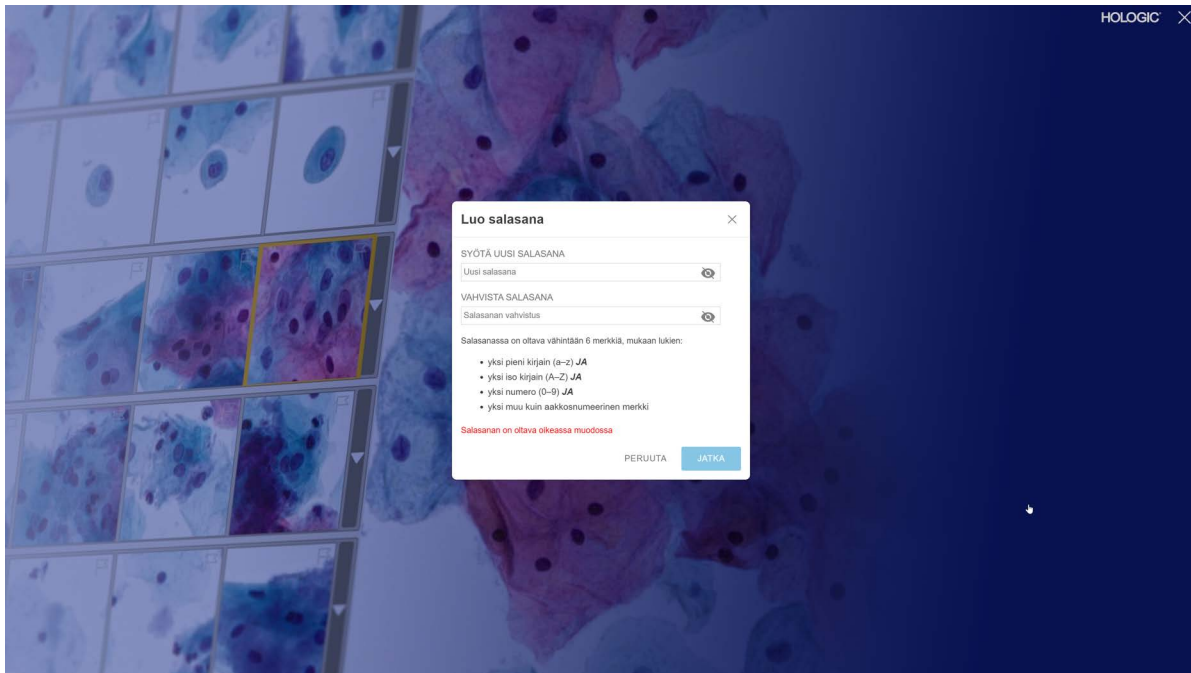 HOLOGIC
Luo salasana
SYÖTÄ UUSI SALASANA
Uusi salasana
VAHVISTA SALASANA
Salasanan vahvistus
Salasanassa on oltava vähintään 6 merkkiä, mukaan lukien:
• yksi pieni kirjain (a–z) JA
• yksi iso kirjain (A–Z) JA
• yksi numero (0–9) JA
• yksi muu kuin aakkosnumeerinen merkki
Salasanan on oltava oikeassa muodossa
PERUUTA JATKA